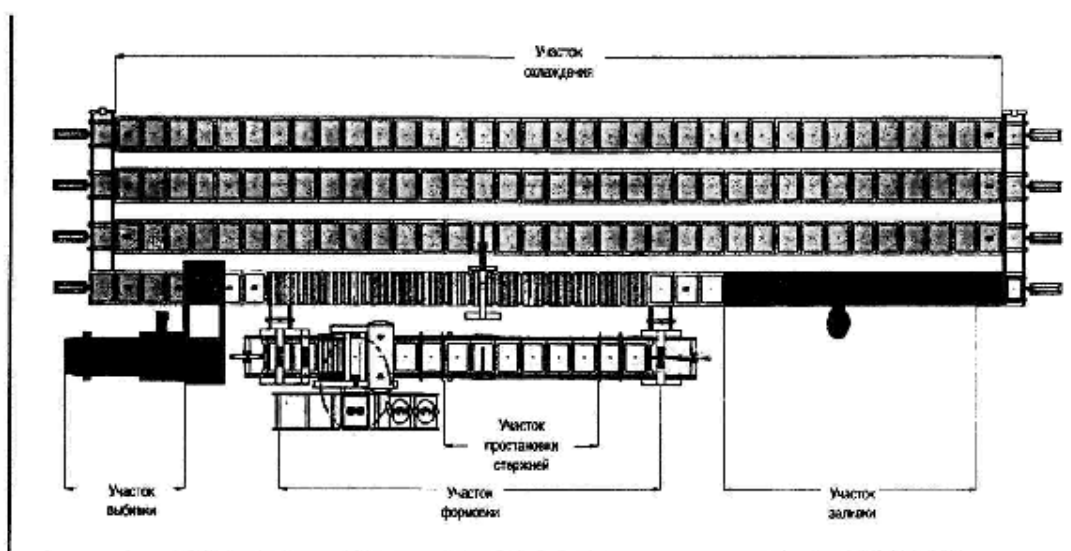 Участок
охлаждения
Участок
простановки
стержней
Участок
выбивки
Участок
формовки
Участок
заливки